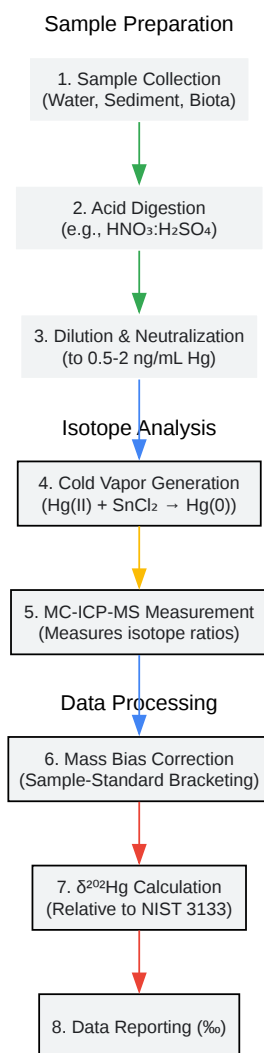 Sample Preparation
1. Sample Collection
(Water, Sediment, Biota)
2. Acid Digestion
(e.g., HNO₃:H₂SO₄)
3. Dilution & Neutralization
(to 0.5-2 ng/mL Hg)
Isotope Analysis
4. Cold Vapor Generation
(Hg(II) + SnCl₂ → Hg(0))
5. MC-ICP-MS Measurement
(Measures isotope ratios)
Data Processing
6. Mass Bias Correction
(Sample-Standard Bracketing)
7. δ²⁰²Hg Calculation
(Relative to NIST 3133)
8. Data Reporting (‰)